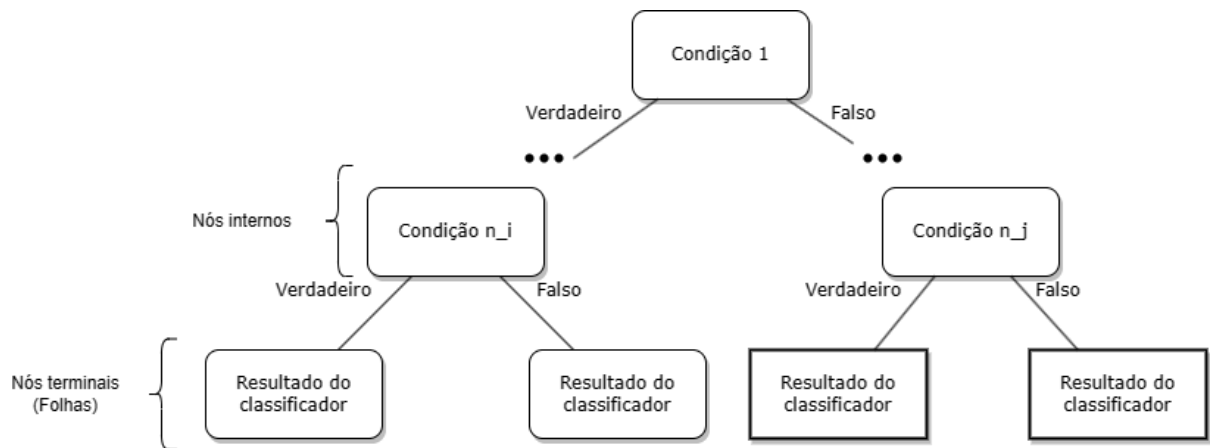 Condição 1
Verdadeiro
Falso
Nós internos
Condição n_i
Condição n_j
Verdadeiro
Falso
Verdadeiro
Falso
Nós terminais
(Folhas)
Resultado do
classificador
Resultado do
classificador
Resultado do
classificador
Resultado do
classificador